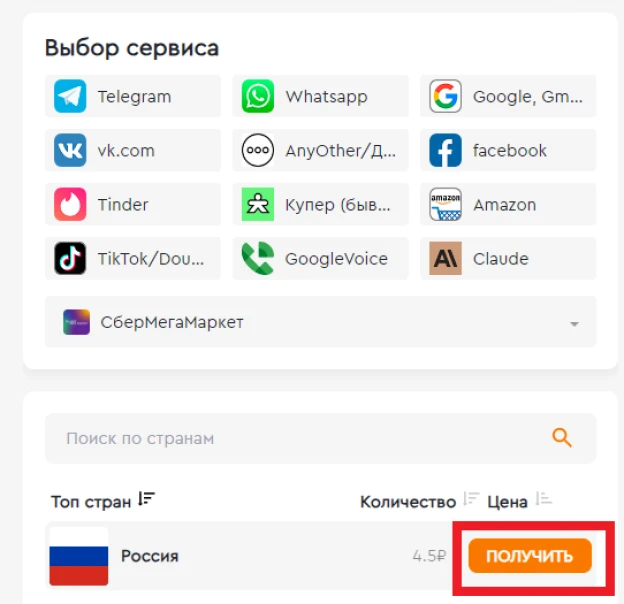 Выбор сервиса
Telegram Whatsapp Google, Gm...
vk.com AnyOther/Д... facebook
Tinder Купер (быв... amazon Amazon
TikTok/Dou... GoogleVoice Claude
СберМегаМаркет
Поиск по странам
Топ стран Количество Цена
Россия 4.5₽ ПОЛУЧИТЬ